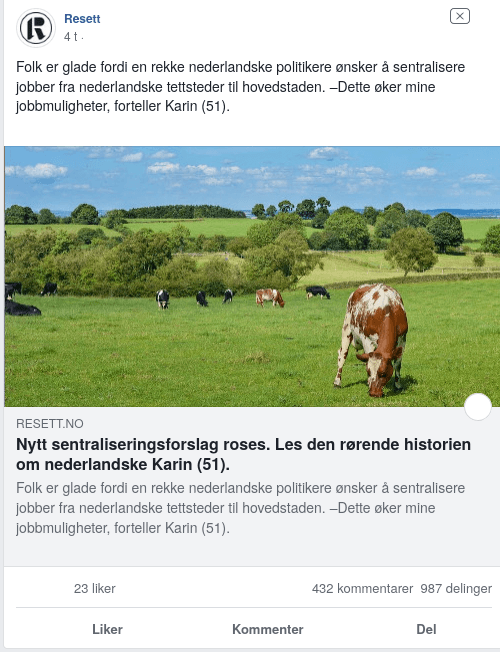 Resett
4 t ·
Folk er glade fordi en rekke nederlandske politikere ønsker å sentralisere
jobber fra nederlandske tettsteder til hovedstaden. –Dette øker mine
jobbmuligheter, forteller Karin (51).
RESETT.NO
Nytt sentraliseringsforslag roses. Les den rørende historien
om nederlandske Karin (51).
Folk er glade fordi en rekke nederlandske politikere ønsker å sentralisere
jobber fra nederlandske tettsteder til hovedstaden. –Dette øker mine
jobbmuligheter, forteller Karin (51).
23 liker 432 kommentarer 987 delinger
Liker Kommenter Del